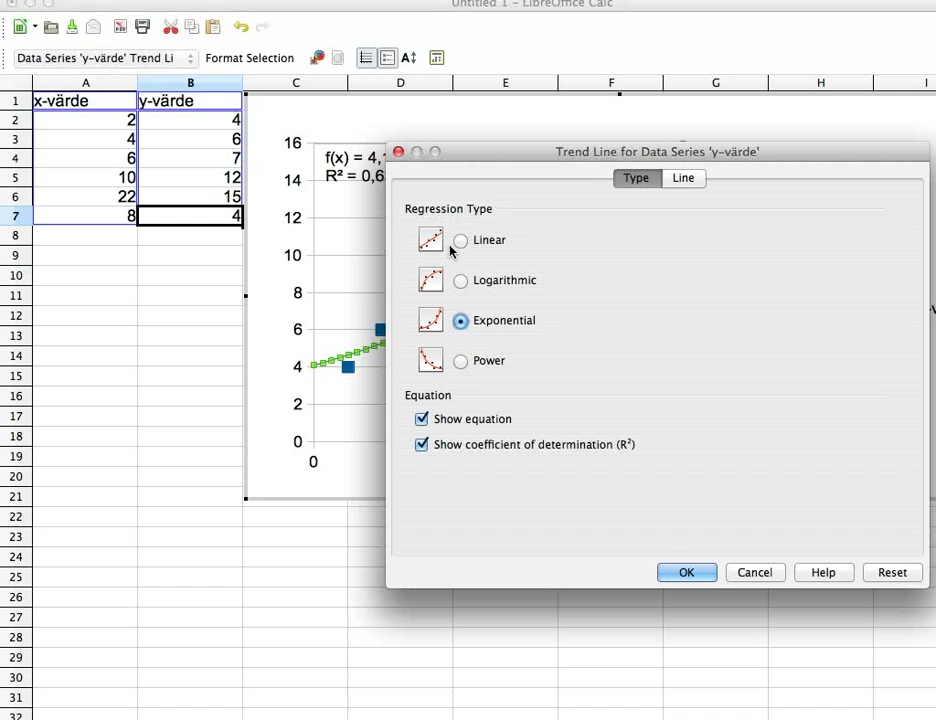 Untitled 1 - LibreOffice Calc
Data Series 'y-värde' Trend Li
Format Selection
A B C D E F G H I
1 x-värde y-värde
2 2 4
3 4 6
4 6 7
5 10 12
6 22 15
7 8 4
8
9
10
11
12
13
14
15
16
17
18
19
20
21
22
23
24
25
26
27
28
29
30
31
32
16
14
12
10
8
6
4
2
0
0
f(x) = 4,
R² = 0,6
Trend Line for Data Series 'y-värde'
Type Line
Regression Type
Linear
Logarithmic
Exponential
Power
Equation
Show equation
Show coefficient of determination (R²)
OK Cancel Help Reset